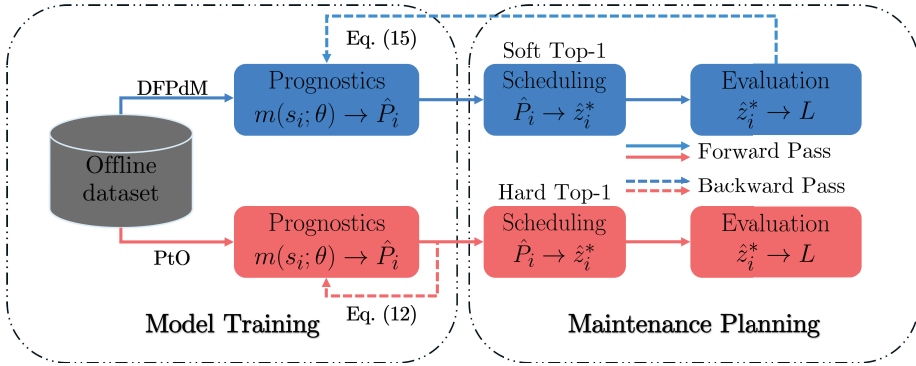 Eq. (15)
Soft Top-1
DFPdM
Prognostics
m(s_i; θ) → P̂_i
Scheduling
P̂_i → ẑ_i^*
Evaluation
ẑ_i^* → L
Offline
dataset
Forward Pass
Backward Pass
Hard Top-1
PtO
Prognostics
m(s_i; θ) → P̂_i
Scheduling
P̂_i → ẑ_i^*
Evaluation
ẑ_i^* → L
Eq. (12)
Model Training
Maintenance Planning